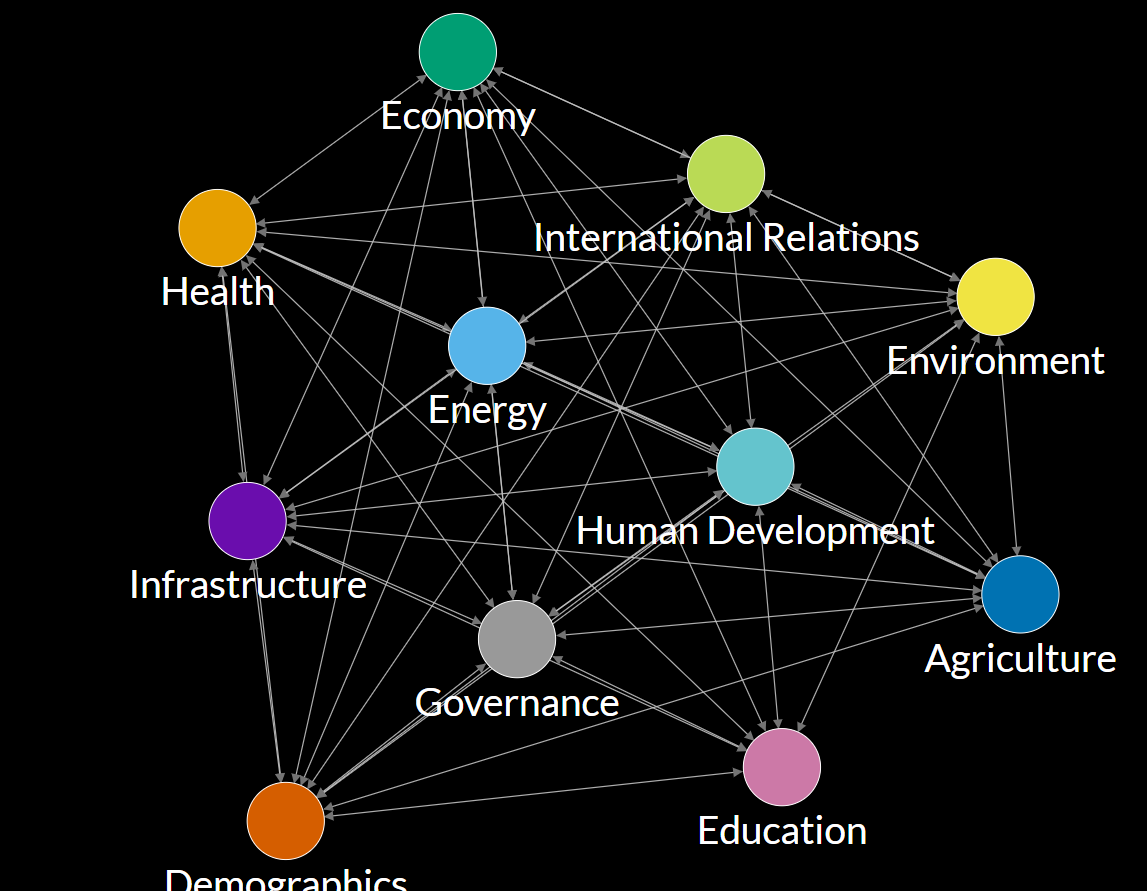 Economy
International Relations
Health
Environment
Energy
Human Development
Infrastructure
Agriculture
Governance
Education
Demographics